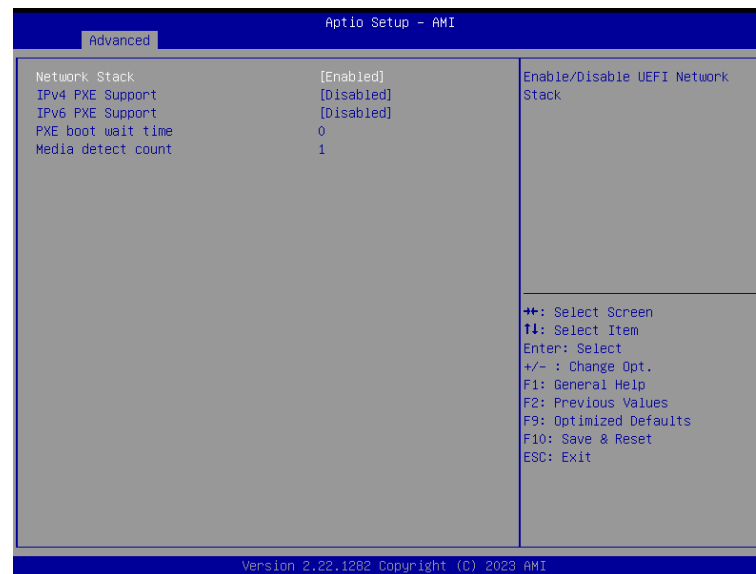 Aptio Setup – AMI
Advanced
Network Stack [Enabled]
IPv4 PXE Support [Disabled]
IPv6 PXE Support [Disabled]
PXE boot wait time 0
Media detect count 1
Enable/Disable UEFI Network
Stack
→←: Select Screen
↑↓: Select Item
Enter: Select
+/- : Change Opt.
F1: General Help
F2: Previous Values
F9: Optimized Defaults
F10: Save & Reset
ESC: Exit
Version 2.22.1282 Copyright (C) 2023 AMI